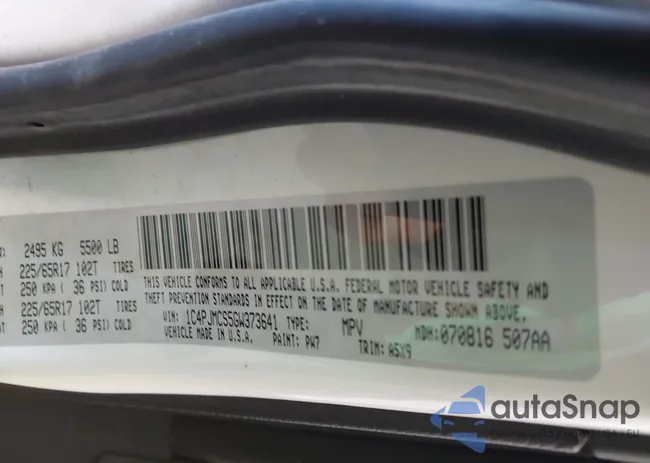 R: 2495 KG 5500 LB
H 225/65R17 102T TIRES
250 KPA ( 36 PSI) COLD
H 225/65R17 102T TIRES
250 KPA ( 36 PSI) COLD
THIS VEHICLE CONFORMS TO ALL APPLICABLE U.S.A. FEDERAL MOTOR VEHICLE SAFETY AND
THEFT PREVENTION STANDARDS IN EFFECT ON THE DATE OF MANUFACTURE SHOWN ABOVE.
VIN: 1C4PJMCS5GW373641 TYPE: MPV MDH: 070816 507AA
VEHICLE MADE IN U.S.A. PAINT: PW7 TRIM: A5X9
autaSnap